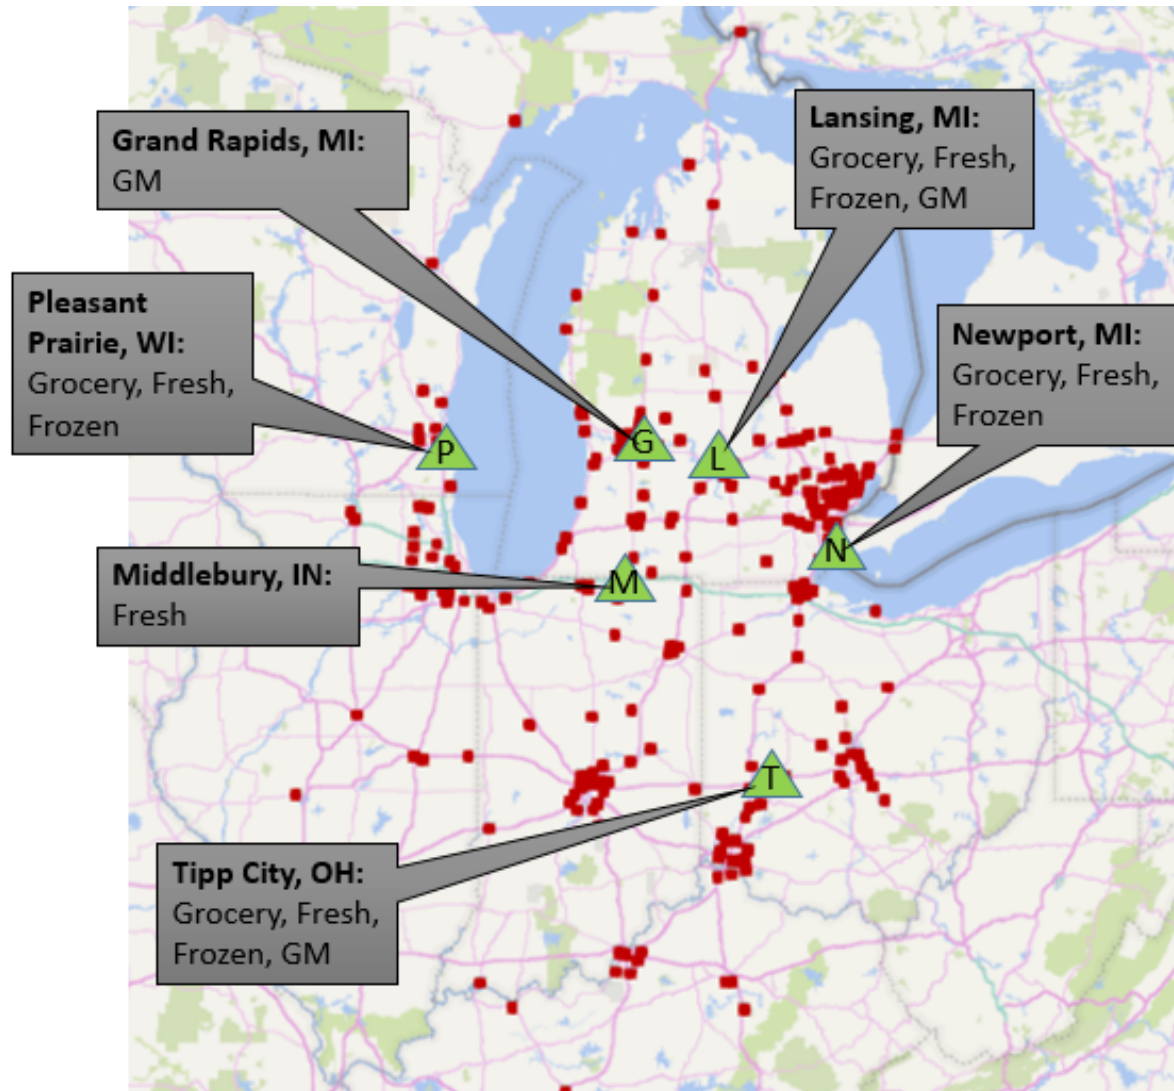 Grand Rapids, MI:
GM
Lansing, MI:
Grocery, Fresh,
Frozen, GM
Pleasant
Prairie, WI:
Grocery, Fresh,
Frozen
Newport, MI:
Grocery, Fresh,
Frozen
G
P
L
N
Middlebury, IN:
Fresh
M
T
Tipp City, OH:
Grocery, Fresh,
Frozen, GM